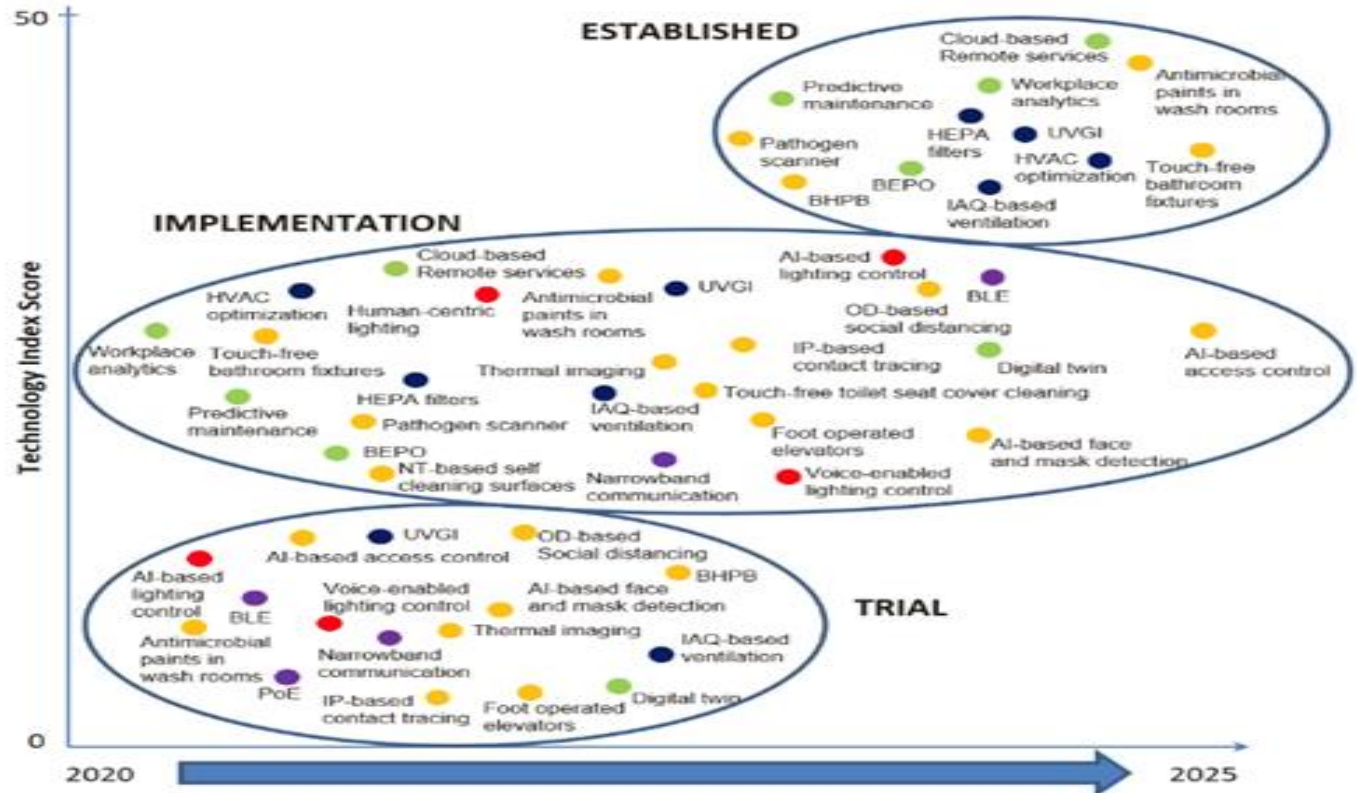 50
ESTABLISHED
Cloud-based
Remote services
Predictive
maintenance
Workplace
analytics
Antimicrobial
paints in
wash rooms
Pathogen
scanner
HEPA
filters
UVGI
HVAC
optimization
BHPB
BEPO
IAQ-based
ventilation
Touch-free
bathroom
fixtures
IMPLEMENTATION
Cloud-based
Remote services
AI-based
lighting control
HVAC
optimization
Human-centric
lighting
Antimicrobial
paints in
wash rooms
UVGI
OD-based
social distancing
BLE
Workplace
analytics
Touch-free
bathroom fixtures
Thermal imaging
IP-based
contact tracing
Digital twin
AI-based
access control
Predictive
maintenance
HEPA filters
IAQ-based
ventilation
Touch-free toilet seat cover cleaning
Pathogen scanner
Foot operated
elevators
AI-based face
and mask detection
BEPO
NT-based self
cleaning surfaces
Narrowband
communication
Voice-enabled
lighting control
Technology Index Score
AI-based access control
UVGI
OD-based
Social distancing
AI-based
lighting
control
BLE
Voice-enabled
lighting control
AI-based face
and mask detection
BHPB
TRIAL
Antimicrobial
paints in
wash rooms
Narrowband
communication
Thermal imaging
IAQ-based
ventilation
PoE
IP-based
contact tracing
Foot operated
elevators
Digital twin
0
2020
2025